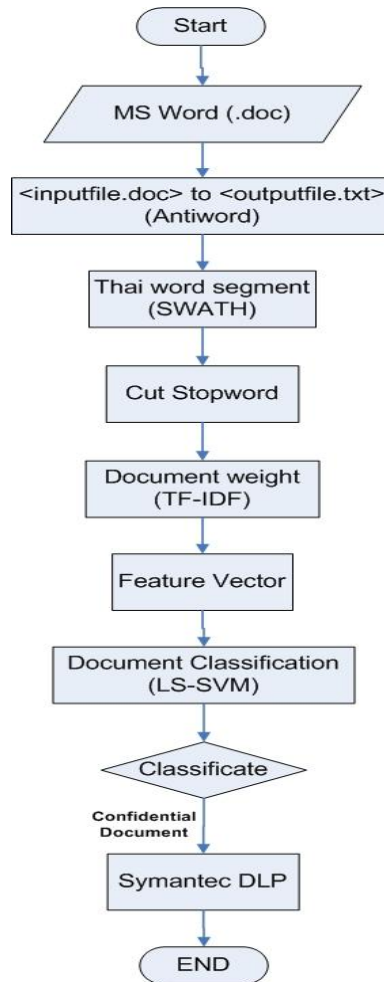 Start
MS Word (.doc)
<inputfile.doc> to <outputfile.txt>
(Antiword)
Thai word segment
(SWATH)
Cut Stopword
Document weight
(TF-IDF)
Feature Vector
Document Classification
(LS-SVM)
Classificate
Confidential
Document
Symantec DLP
END